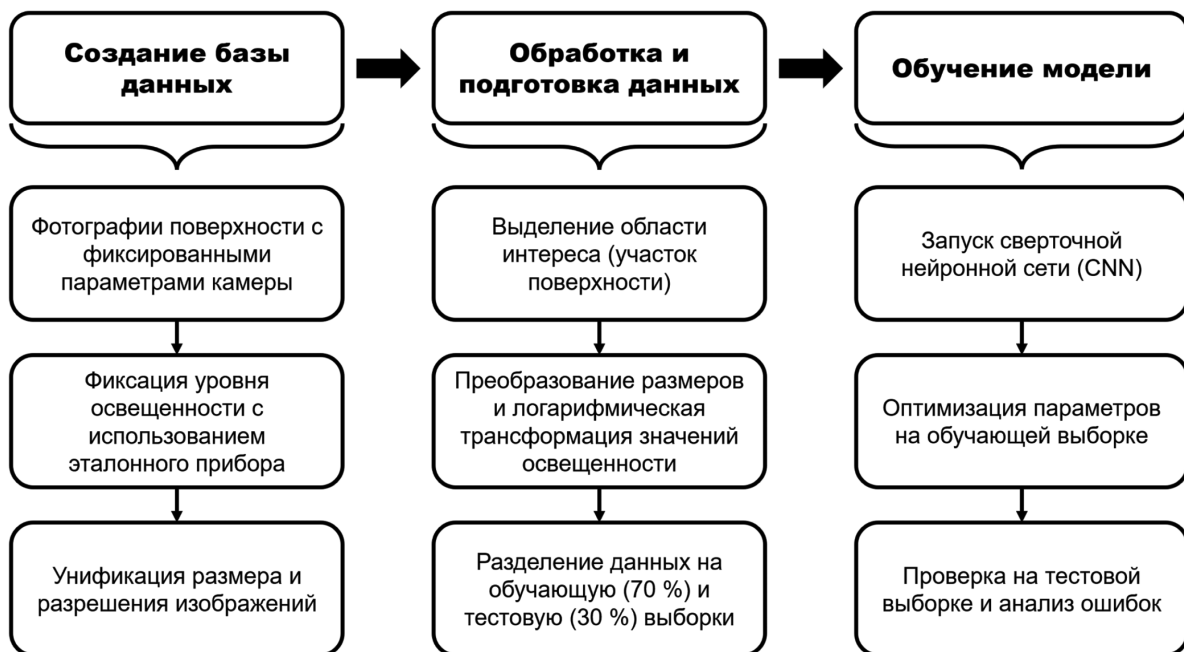 Создание базы
данных
Обработка и
подготовка данных
Обучение модели
Фотографии поверхности с
фиксированными
параметрами камеры
Фиксация уровня
освещенности с
использованием
эталонного прибора
Унификация размера и
разрешения изображений
Выделение области
интереса (участок
поверхности)
Преобразование размеров
и логарифмическая
трансформация значений
освещенности
Разделение данных на
обучающую (70 %) и
тестовую (30 %) выборки
Запуск сверточной
нейронной сети (CNN)
Оптимизация параметров
на обучающей выборке
Проверка на тестовой
выборке и анализ ошибок